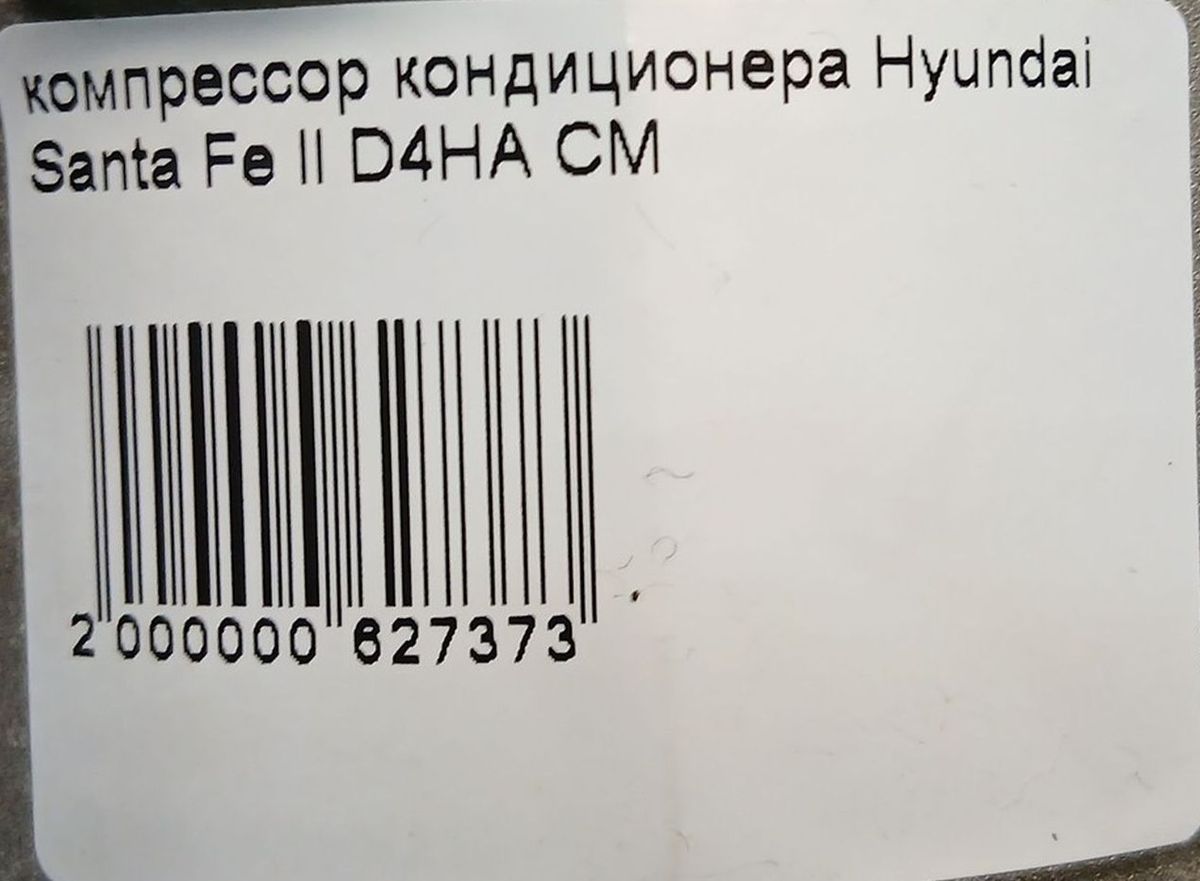 компрессор кондиционера Hyundai
Santa Fe II D4HA CM
2 000000 627373